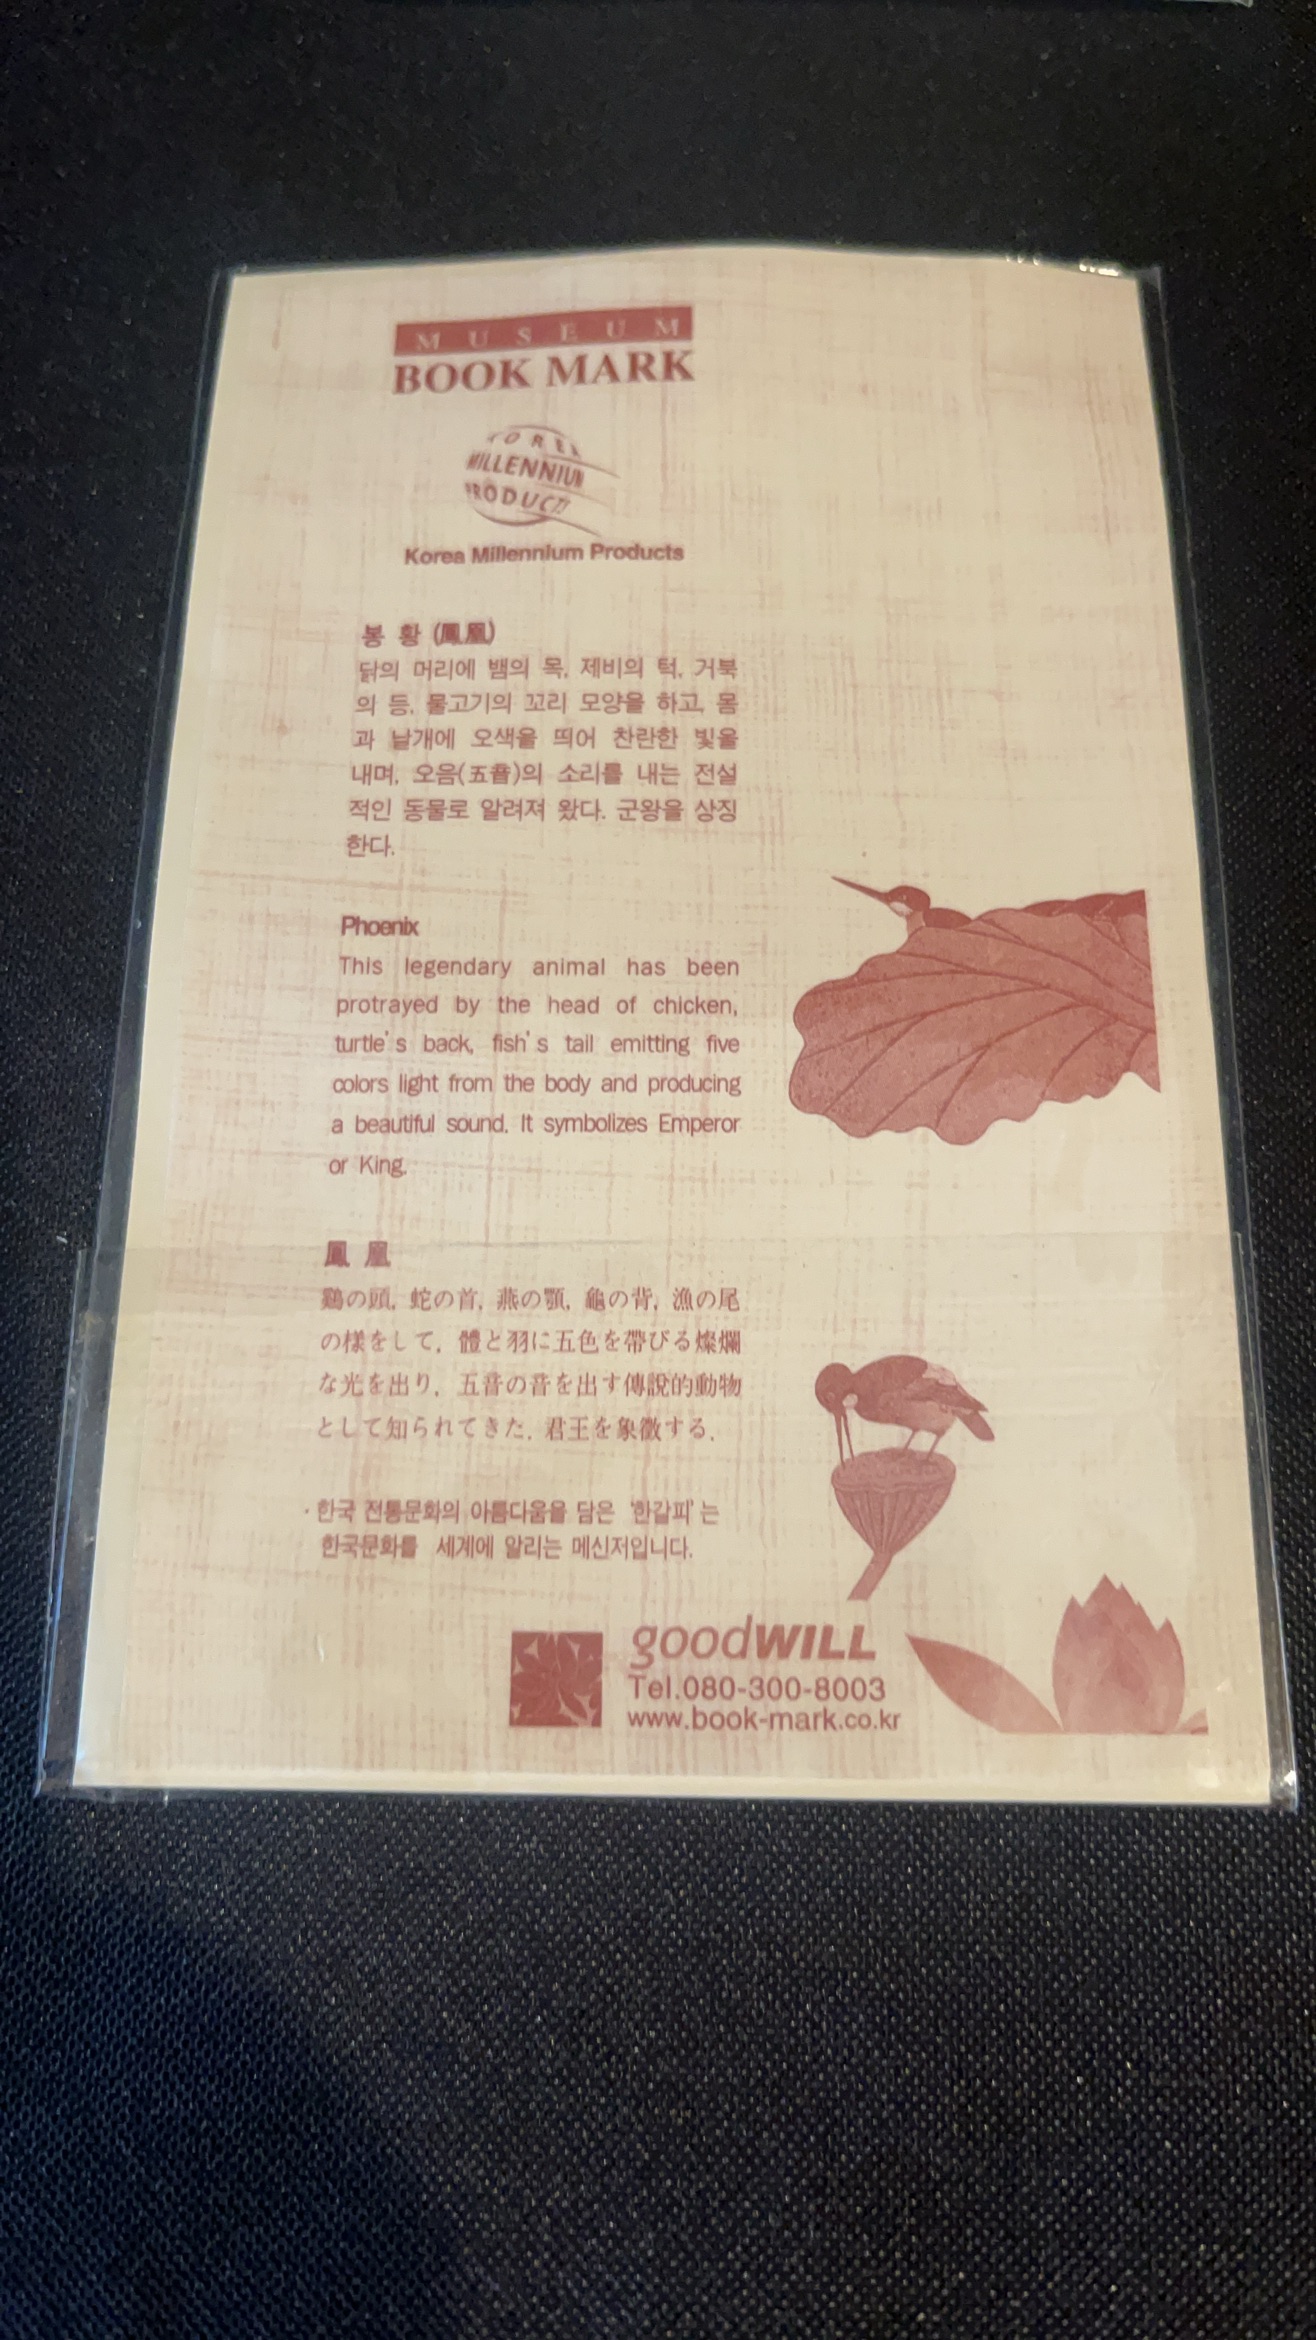 MUSEUM
BOOK MARK
KOREA
MILLENNIUM
PRODUCTS
Korea Millennium Products
봉 황 (鳳凰)
닭의 머리에 뱀의 목, 제비의 턱, 거북
의 등, 물고기의 꼬리 모양을 하고, 몸
과 날개에 오색을 띄어 찬란한 빛을
내며, 오음(五音)의 소리를 내는 전설
적인 동물로 알려져 왔다. 군왕을 상징
한다.
Phoenix
This legendary animal has been
protrayed by the head of chicken,
turtle's back, fish's tail emitting five
colors light from the body and producing
a beautiful sound. It symbolizes Emperor
or King.
鳳 凰
鷄の頭, 蛇の首, 燕の顎, 龜の背, 漁の尾
の樣をして, 體と羽に五色を帶びる燦爛
な光を出り, 五音の音を出す傳說的動物
として知られてきた. 君王を象徵する.
· 한국 전통문화의 아름다움을 담은 '한갈피'는
한국문화를 세계에 알리는 메신저입니다.
goodWILL
Tel.080-300-8003
www.book-mark.co.kr